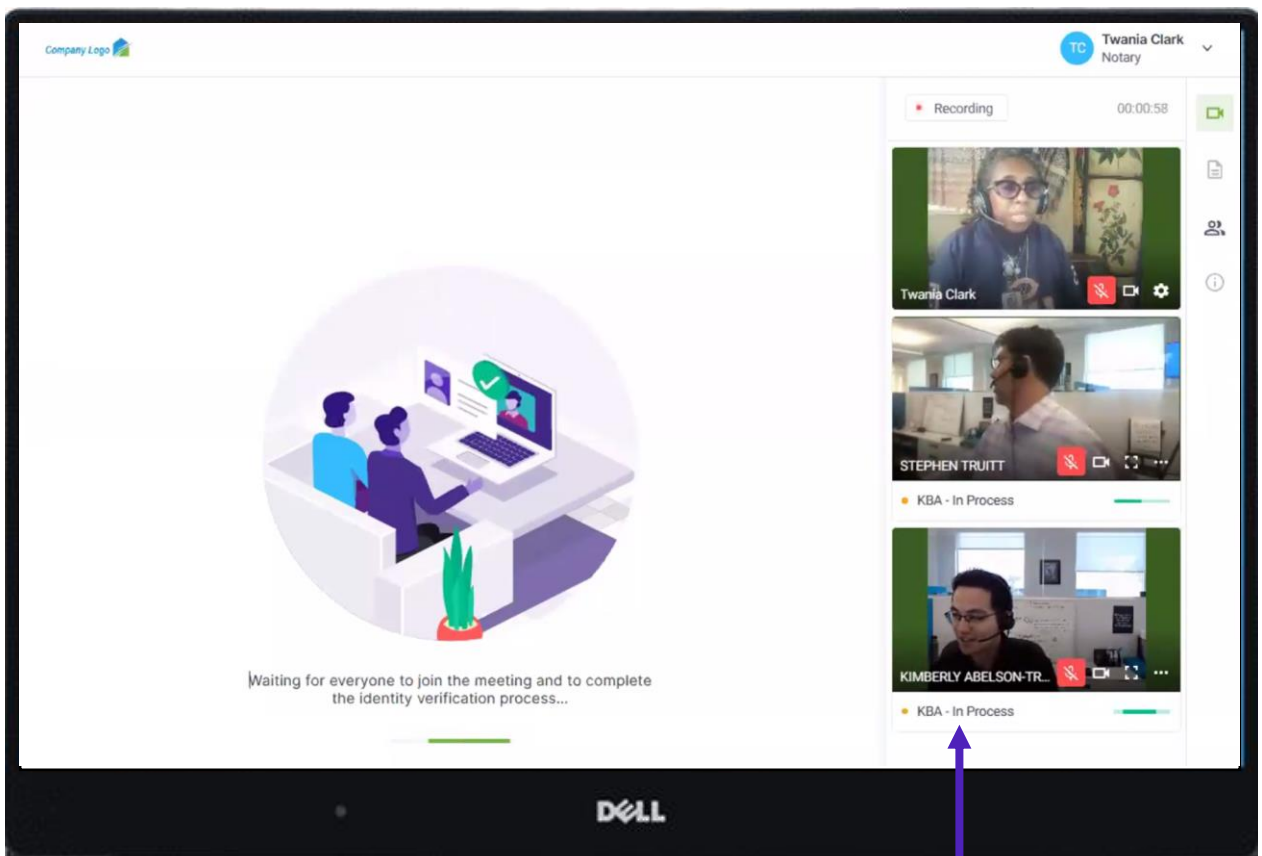 Company Logo
TC
Twania Clark
Notary
Recording
00:00:58
Twania Clark
STEPHEN TRUITT
KBA - In Process
KIMBERLY ABELSON-TR...
KBA - In Process
Waiting for everyone to join the meeting and to complete
the identity verification process...
DELL